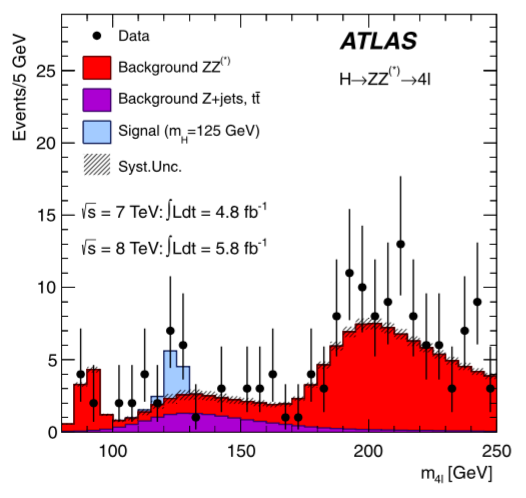 Events/5 GeV
25
20
15
10
5
0
Data
Background ZZ(*)
Background Z+jets, tt̄
Signal (mH=125 GeV)
Syst.Unc.
√s = 7 TeV: ∫Ldt = 4.8 fb-1
√s = 8 TeV: ∫Ldt = 5.8 fb-1
ATLAS
H→ZZ(*)→4l
100
150
200
250
m4l [GeV]